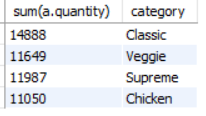 sum(a.quantity) category
14888 Classic
11649 Veggie
11987 Supreme
11050 Chicken